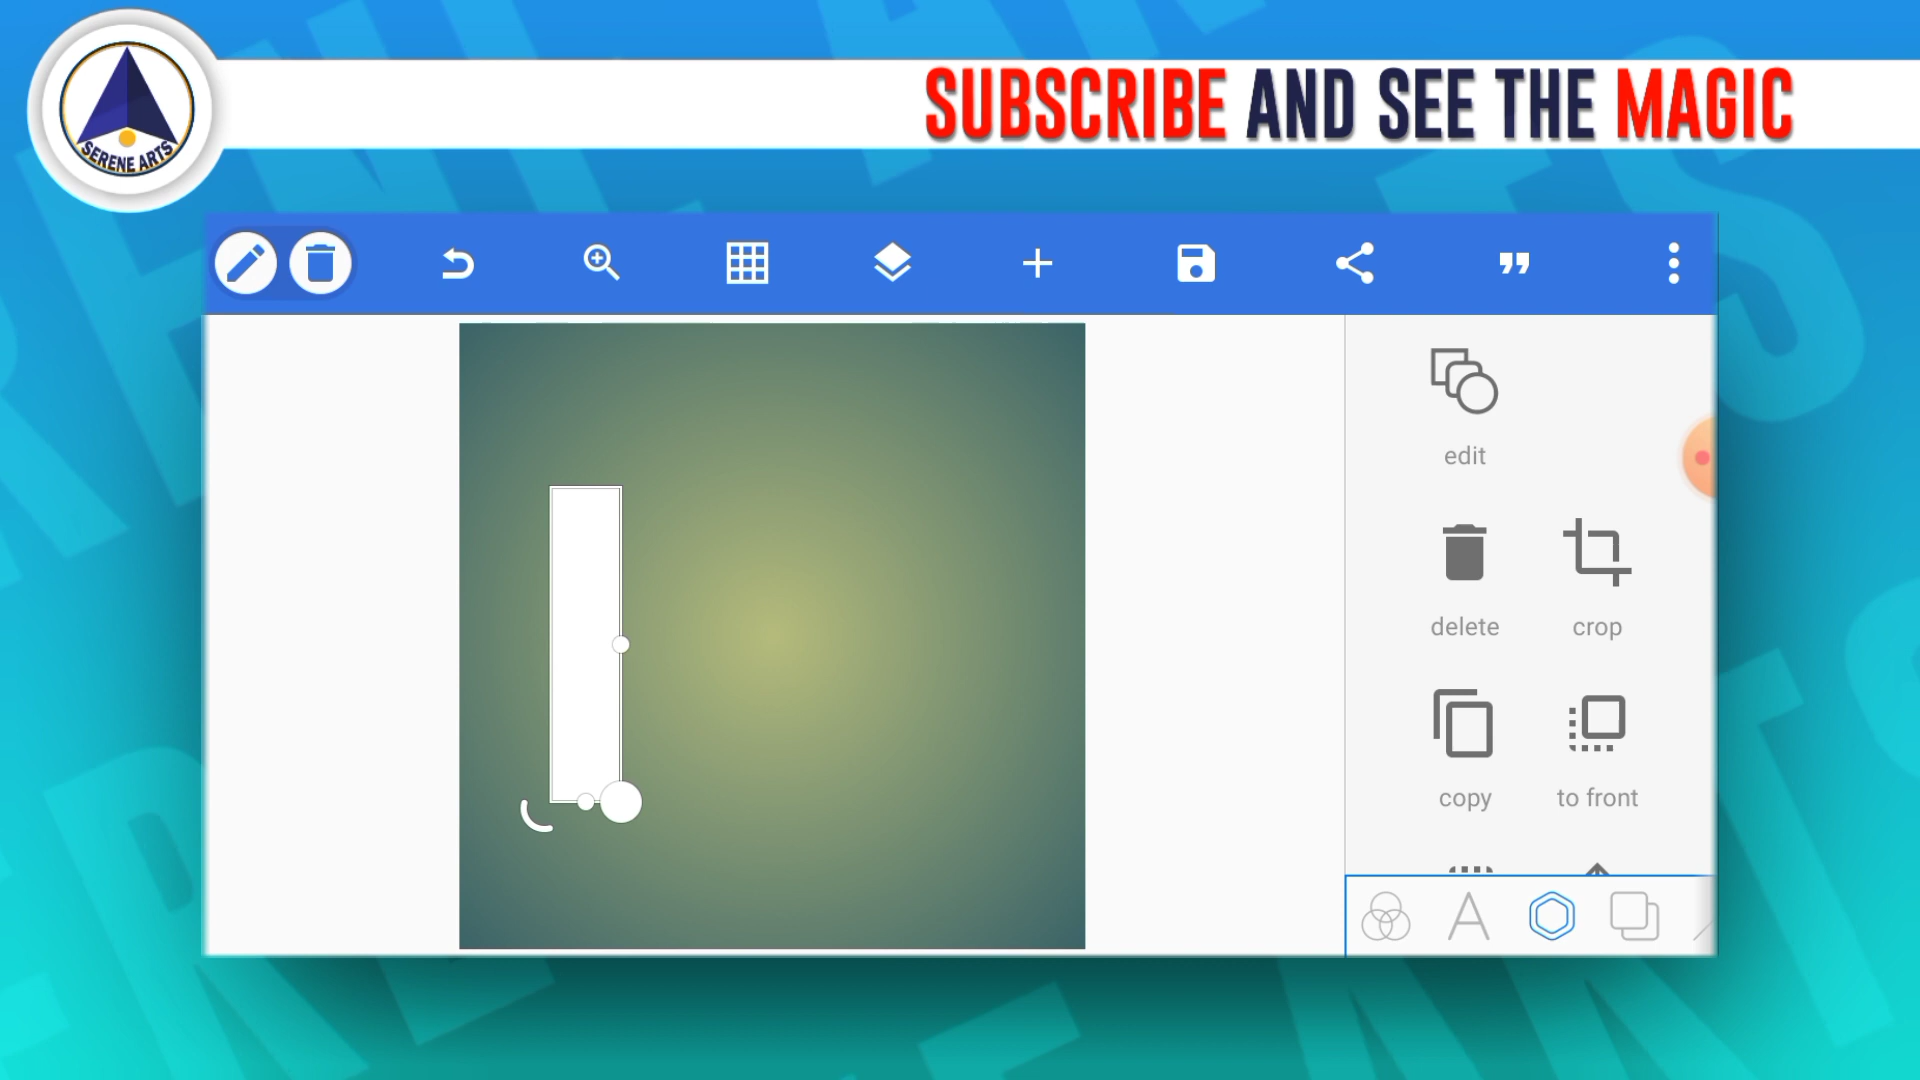 SUBSCRIBE AND SEE THE MAGIC
SERENE ARTS
edit
delete
crop
copy
to front